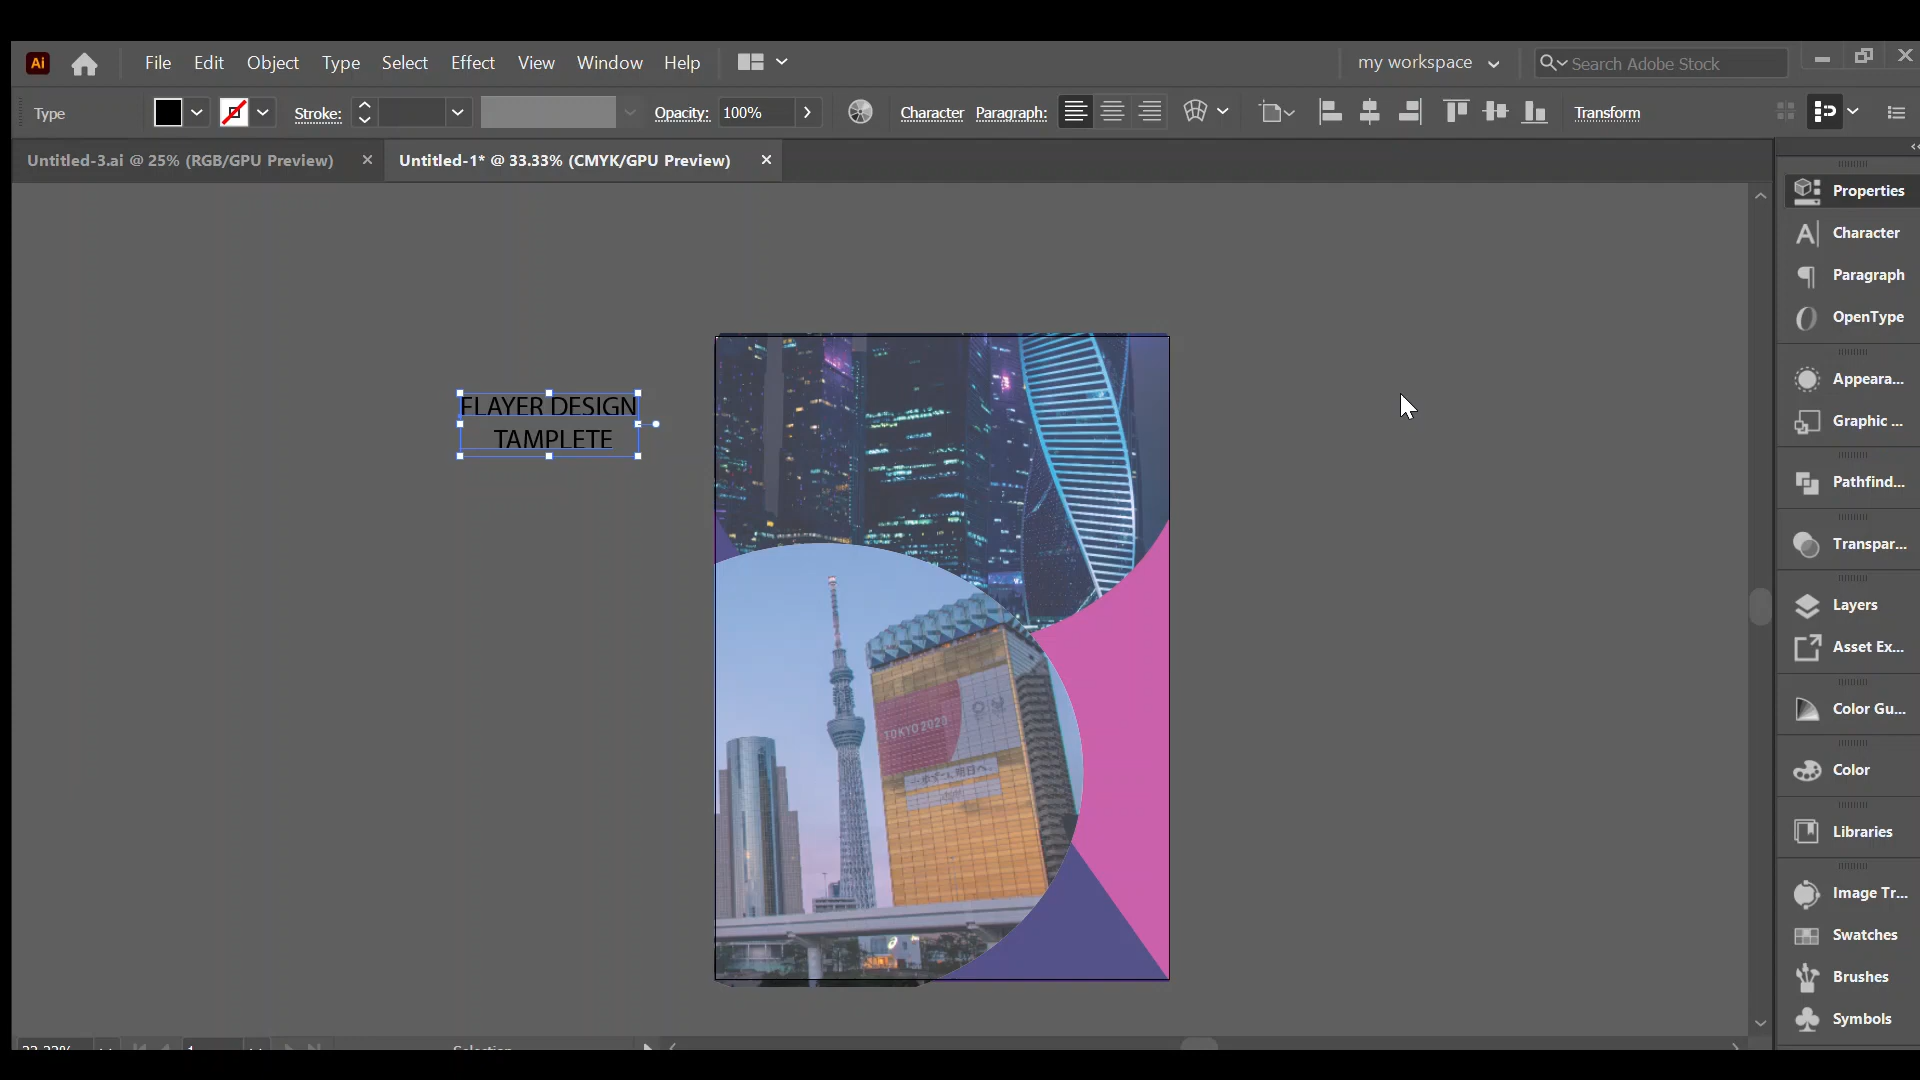 Ai File Edit Object Type Select Effect View Window Help my workspace Search Adobe Stock
Type Stroke: Opacity: 100% Character Paragraph: Transform
Untitled-3.ai @ 25% (RGB/GPU Preview) Untitled-1* @ 33.33% (CMYK/GPU Preview)
Properties
Character
Paragraph
OpenType
Appeara...
Graphic ...
Pathfind...
Transpar...
Layers
Asset Ex...
Color Gu...
Color
Libraries
Image Tr...
Swatches
Brushes
Symbols
FLAYER DESIGN
TAMPLETE
TOKYO 2020